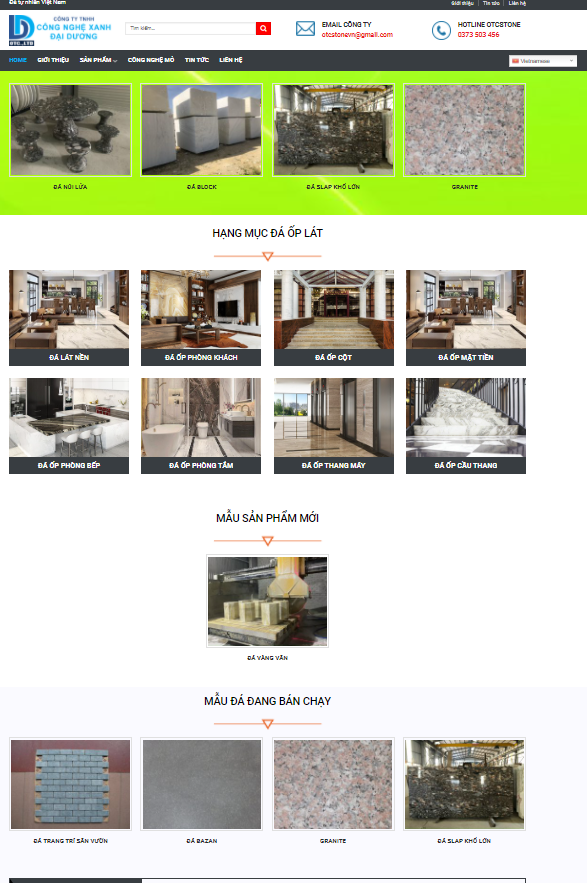 Đá tự nhiên Việt Nam
Giới thiệu
Tin tức
Liên hệ
CÔNG TY TNHH
CÔNG NGHỆ XANH
ĐẠI DƯƠNG
OTC.,LTD
Tìm kiếm...
EMAIL CÔNG TY
otcstonevn@gmail.com
HOTLINE OTCSTONE
0373 503 456
HOME
GIỚI THIỆU
SẢN PHẨM
CÔNG NGHỆ MỎ
TIN TỨC
LIÊN HỆ
Vietnamese
ĐÁ NÚI LỬA
ĐÁ BLOCK
ĐÁ SLAP KHỔ LỚN
GRANITE
HẠNG MỤC ĐÁ ỐP LÁT
ĐÁ LÁT NỀN
ĐÁ ỐP PHÒNG KHÁCH
ĐÁ ỐP CỘT
ĐÁ ỐP MẶT TIỀN
ĐÁ ỐP PHÒNG BẾP
ĐÁ ỐP PHÒNG TẮM
ĐÁ ỐP THANG MÁY
ĐÁ ỐP CẦU THANG
MẪU SẢN PHẨM MỚI
ĐÁ VÀNG VÂN
MẪU ĐÁ ĐANG BÁN CHẠY
ĐÁ TRANG TRÍ SÂN VƯỜN
ĐÁ BAZAN
GRANITE
ĐÁ SLAP KHỔ LỚN